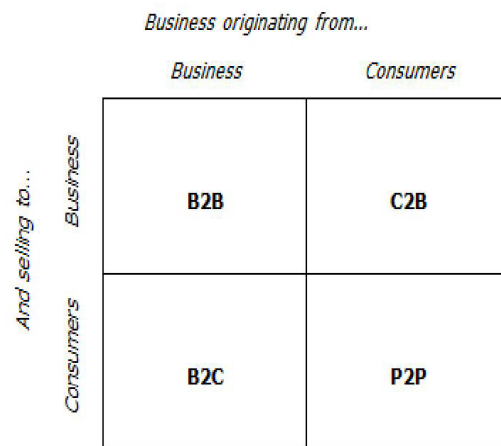 Business originating from...
Business Consumers
And selling to...
Business
B2B C2B
Consumers
B2C P2P